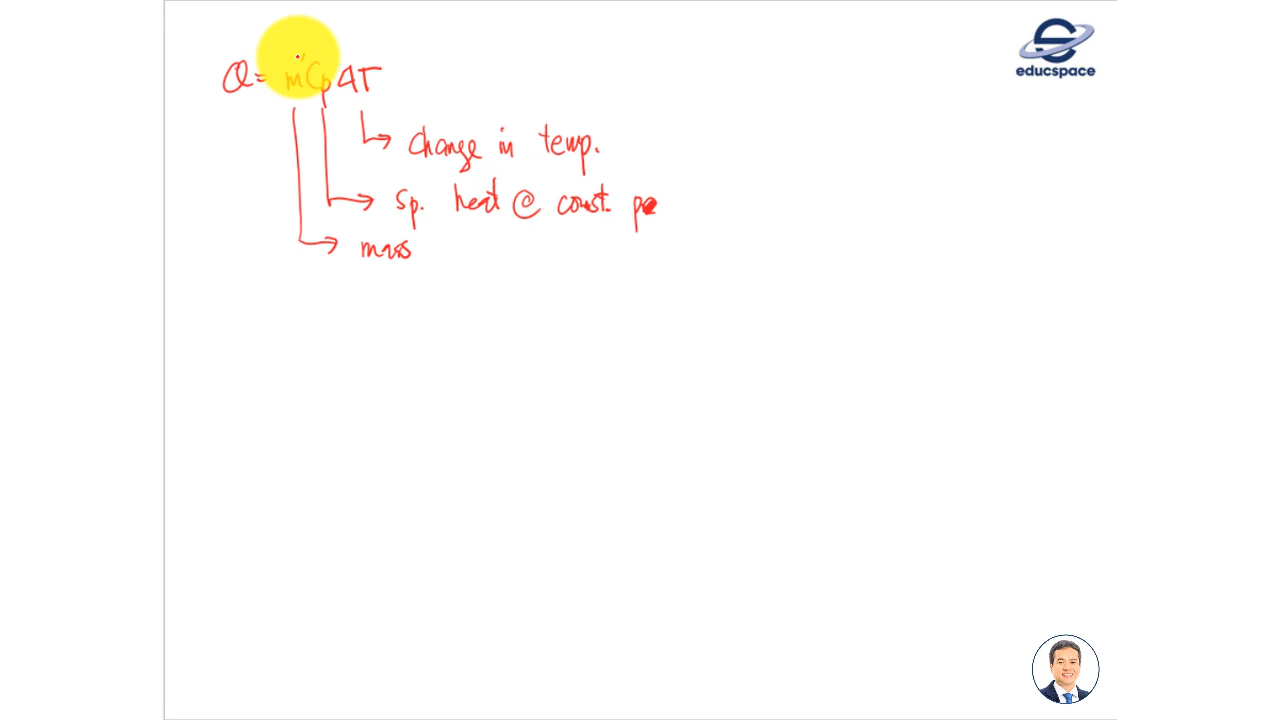 educspace
Q = mCpΔT
change in temp.
Sp. heat @ const. p
mass